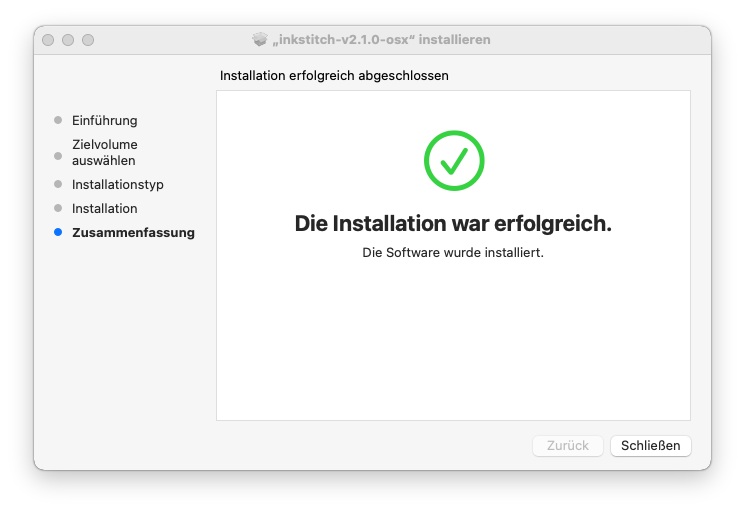 „inkstitch-v2.1.0-osx“ installieren
Installation erfolgreich abgeschlossen
Einführung
Zielvolume
auswählen
Installationstyp
Installation
Zusammenfassung
Die Installation war erfolgreich.
Die Software wurde installiert.
Zurück
Schließen